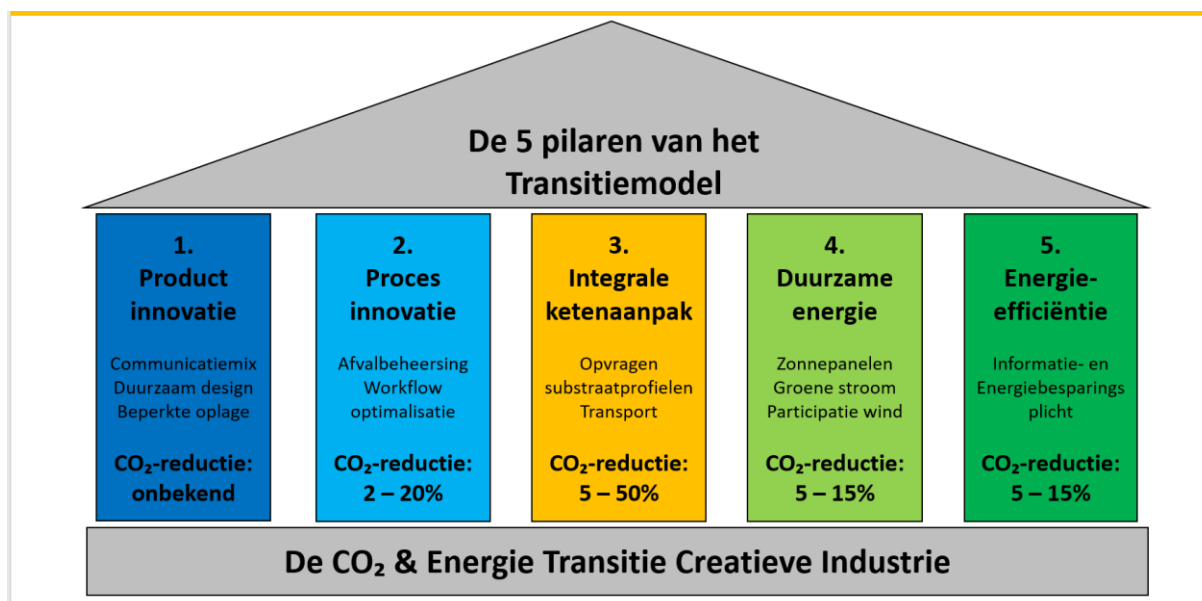 De 5 pilaren van het
Transitiemodel
1.
Product
innovatie
Communicatiemix
Duurzaam design
Beperkte oplage
CO₂-reductie:
onbekend
2.
Proces
innovatie
Afvalbeheersing
Workflow
optimalisatie
CO₂-reductie:
2 – 20%
3.
Integrale
ketenaanpak
Opvragen
substraatprofielen
Transport
CO₂-reductie:
5 – 50%
4.
Duurzame
energie
Zonnepanelen
Groene stroom
Participatie wind
CO₂-reductie:
5 – 15%
5.
Energie-
efficiëntie
Informatie- en
Energiebesparings
plicht
CO₂-reductie:
5 – 15%
De CO₂ & Energie Transitie Creatieve Industrie